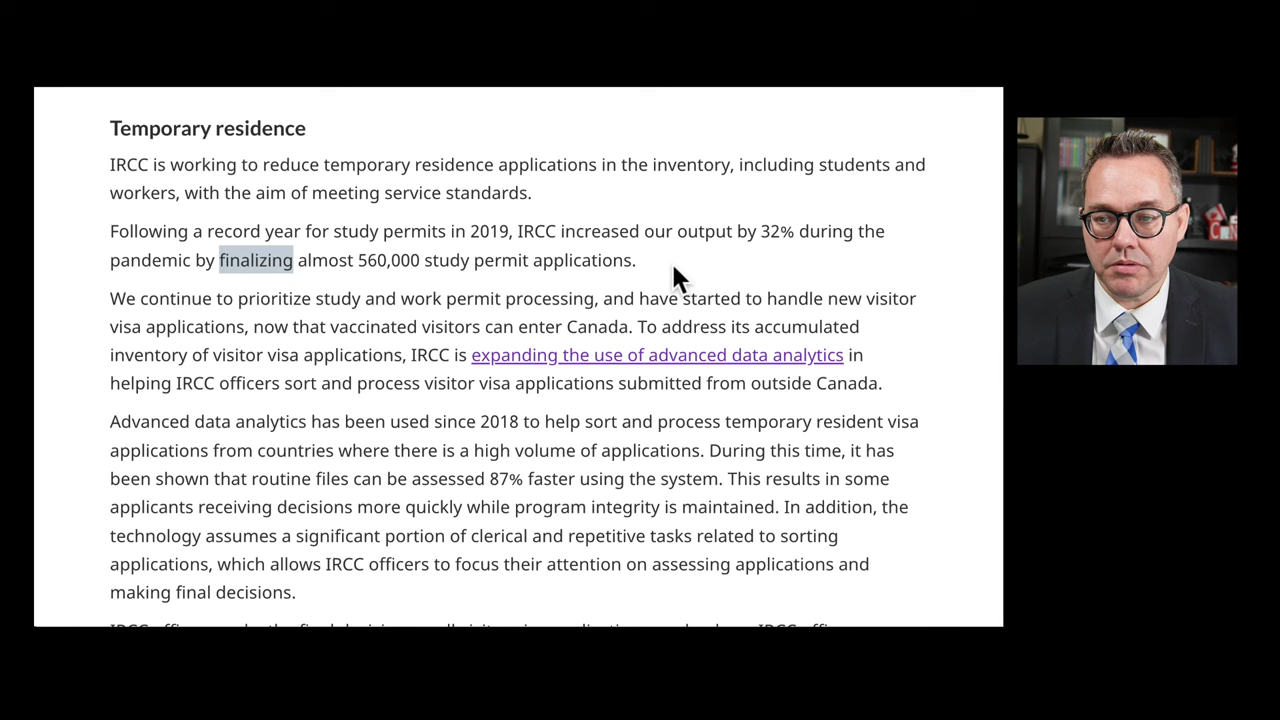 Temporary residence
IRCC is working to reduce temporary residence applications in the inventory, including students and
workers, with the aim of meeting service standards.
Following a record year for study permits in 2019, IRCC increased our output by 32% during the
pandemic by finalizing almost 560,000 study permit applications.
We continue to prioritize study and work permit processing, and have started to handle new visitor
visa applications, now that vaccinated visitors can enter Canada. To address its accumulated
inventory of visitor visa applications, IRCC is expanding the use of advanced data analytics in
helping IRCC officers sort and process visitor visa applications submitted from outside Canada.
Advanced data analytics has been used since 2018 to help sort and process temporary resident visa
applications from countries where there is a high volume of applications. During this time, it has
been shown that routine files can be assessed 87% faster using the system. This results in some
applicants receiving decisions more quickly while program integrity is maintained. In addition, the
technology assumes a significant portion of clerical and repetitive tasks related to sorting
applications, which allows IRCC officers to focus their attention on assessing applications and
making final decisions.